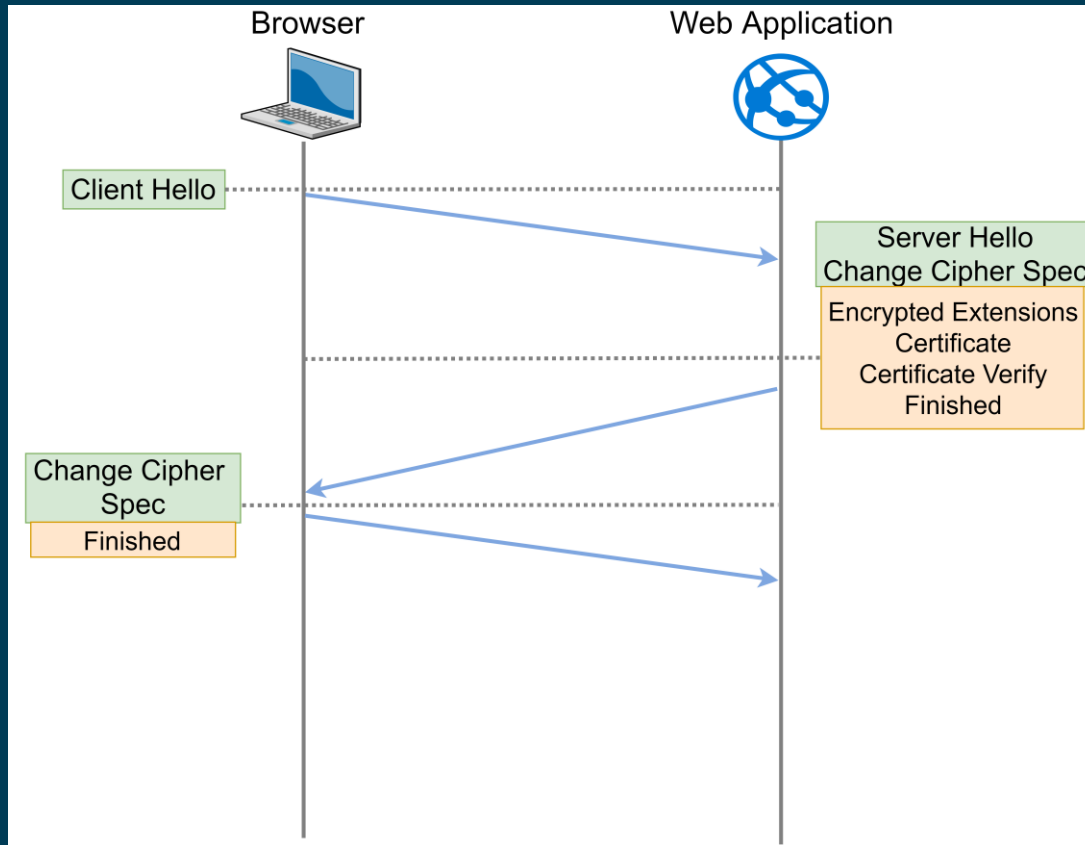 Browser
Web Application
Client Hello
Server Hello
Change Cipher Spec
Encrypted Extensions
Certificate
Certificate Verify
Finished
Change Cipher
Spec
Finished